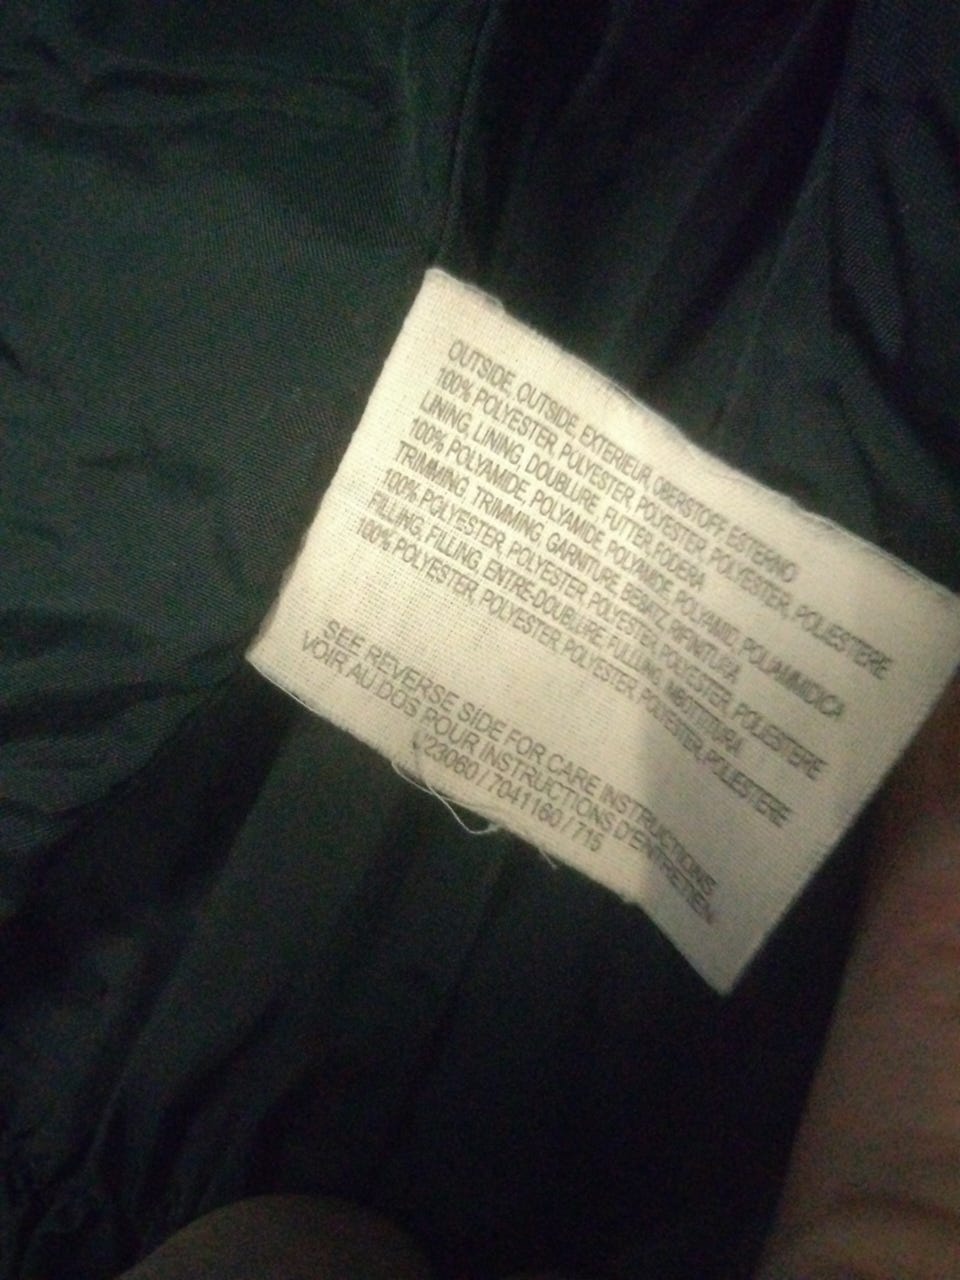 OUTSIDE, OUTSIDE, EXTERIEUR, OBERSTOFF ESTERNO
100% POLYESTER, POLYESTER, POLYESTER, POLYESTER, POLIESTERE
LINING, LINING, DOUBLURE, FUTTER, FODERA
100% POLYAMIDE, POLYAMIDE, POLYAMIDE, POLYAMID, POLIAMMIDICA
TRIMMING, TRIMMING, GARNITURE, BESATZ, RIFINITURA
100% POLYESTER, POLYESTER, POLYESTER, POLYESTER, POLIESTERE
FILLING, FILLING, ENTRE-DOUBLURE, FULLUNG,
100% POLYESTER, POLYESTER, POLYESTER, POLYESTER, POLIESTERE
SEE REVERSE SIDE FOR CARE INSTRUCTIONS.
VOIR AU DOS POUR INSTRUCTIONS D'ENTRETIEN.
23060 / 7041160 / 715